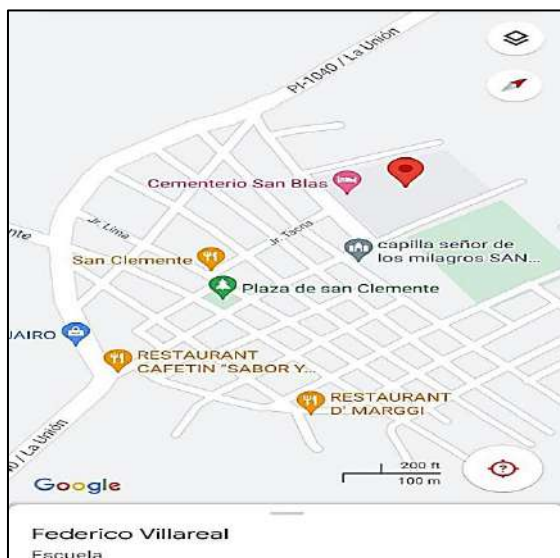 PI-1040 / La Unión
Cementerio San Blas
Jr. Lima
Jr. Tacna
San Clemente
capilla señor de
los milagros SAN...
Plaza de san Clemente
JAIRO
RESTAURANT
CAFETIN "SABOR Y...
RESTAURANT
D' MARGGI
/ La Unión
200 ft
100 m
Google
Federico Villareal
Escuela